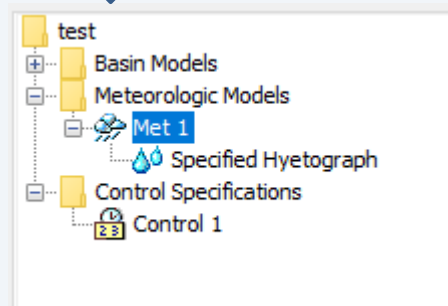 test
Basin Models
Meteorologic Models
Met 1
Specified Hyetograph
Control Specifications
Control 1